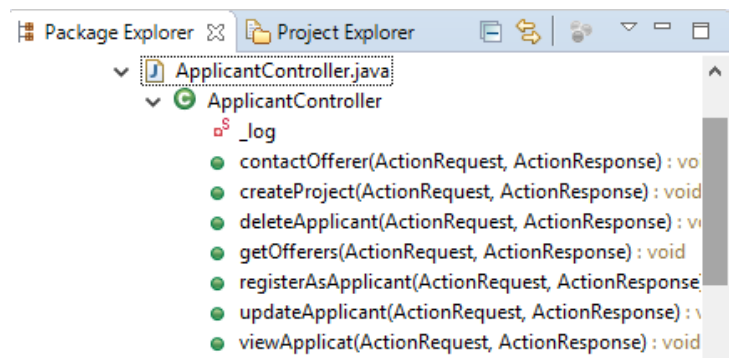 Package Explorer Project Explorer
ApplicantController.java
ApplicantController
S _log
contactOfferer(ActionRequest, ActionResponse) : vo
createProject(ActionRequest, ActionResponse) : void
deleteApplicant(ActionRequest, ActionResponse) : v
getOfferers(ActionRequest, ActionResponse) : void
registerAsApplicant(ActionRequest, ActionResponse
updateApplicant(ActionRequest, ActionResponse) :
viewApplicat(ActionRequest, ActionResponse) : void